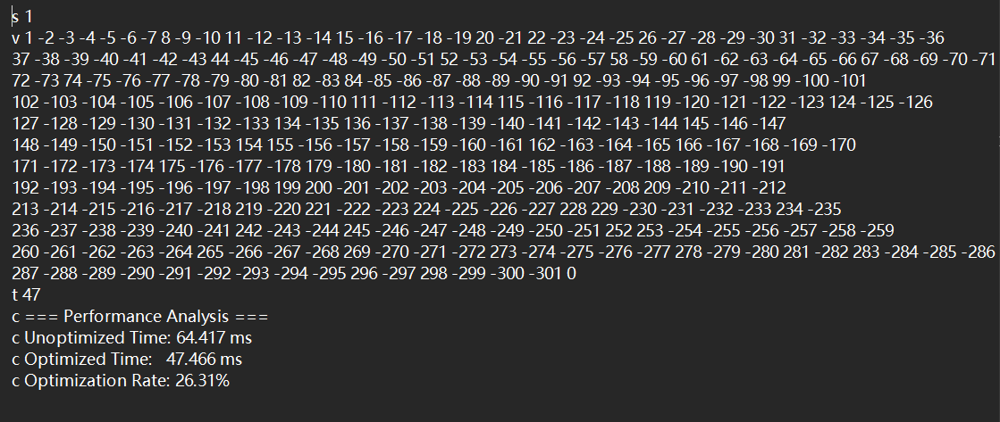 s 1
v 1 -2 -3 -4 -5 -6 -7 8 -9 -10 11 -12 -13 -14 15 -16 -17 -18 -19 20 -21 22 -23 -24 -25 26 -27 -28 -29 -30 31 -32 -33 -34 -35 -36
37 -38 -39 -40 -41 -42 -43 44 -45 -46 -47 -48 -49 -50 -51 52 -53 -54 -55 -56 -57 58 -59 -60 61 -62 -63 -64 -65 -66 67 -68 -69 -70 -71
72 -73 74 -75 -76 -77 -78 -79 -80 -81 82 -83 84 -85 -86 -87 -88 -89 -90 -91 92 -93 -94 -95 -96 -97 -98 99 -100 -101
102 -103 -104 -105 -106 -107 -108 -109 -110 111 -112 -113 -114 115 -116 -117 -118 119 -120 -121 -122 -123 124 -125 -126
127 -128 -129 -130 -131 -132 -133 134 -135 136 -137 -138 -139 -140 -141 -142 -143 -144 145 -146 -147
148 -149 -150 -151 -152 -153 154 155 -156 -157 -158 -159 -160 -161 162 -163 -164 -165 166 -167 -168 -169 -170
171 -172 -173 -174 175 -176 -177 -178 179 -180 -181 -182 -183 184 -185 -186 -187 -188 -189 -190 -191
192 -193 -194 -195 -196 -197 -198 199 200 -201 -202 -203 -204 -205 -206 -207 -208 209 -210 -211 -212
213 -214 -215 -216 -217 -218 219 -220 221 -222 -223 224 -225 -226 -227 228 229 -230 -231 -232 -233 234 -235
236 -237 -238 -239 -240 -241 242 -243 -244 245 -246 -247 -248 -249 -250 -251 252 253 -254 -255 -256 -257 -258 -259
260 -261 -262 -263 -264 265 -266 -267 -268 269 -270 -271 -272 273 -274 -275 -276 -277 278 -279 -280 281 -282 283 -284 -285 -286
287 -288 -289 -290 -291 -292 -293 -294 -295 296 -297 298 -299 -300 -301 0
t 47
c === Performance Analysis ===
c Unoptimized Time: 64.417 ms
c Optimized Time: 47.466 ms
c Optimization Rate: 26.31%